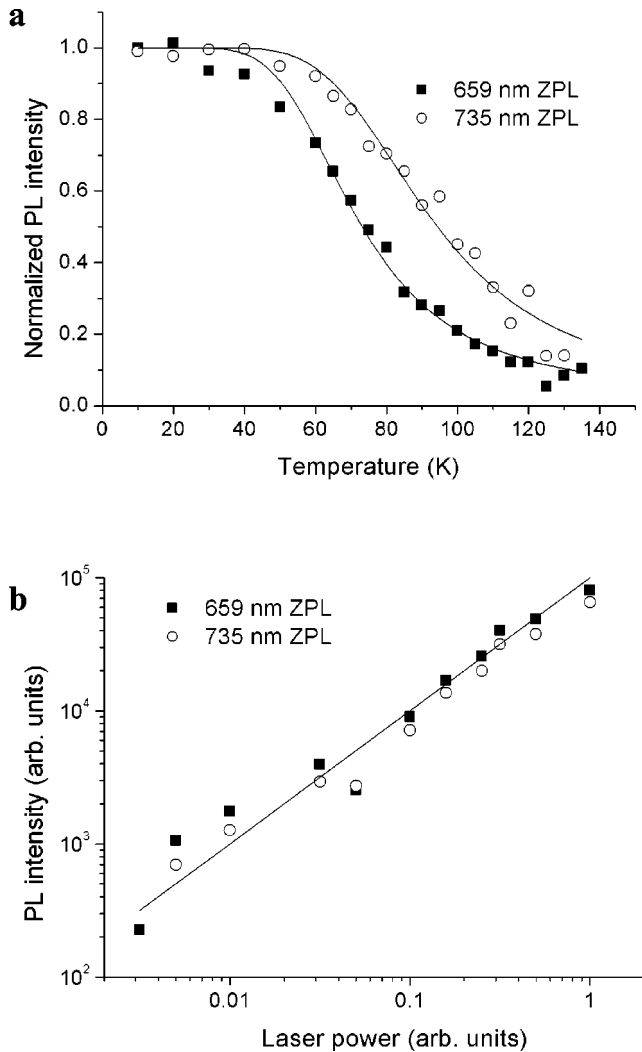 a
1.0
0.8
0.6
0.4
0.2
0.0
Normalized PL intensity
659 nm ZPL
735 nm ZPL
0 20 40 60 80 100 120 140
Temperature (K)
b
10^5
10^4
10^3
10^2
PL intensity (arb. units)
659 nm ZPL
735 nm ZPL
0.01 0.1 1
Laser power (arb. units)